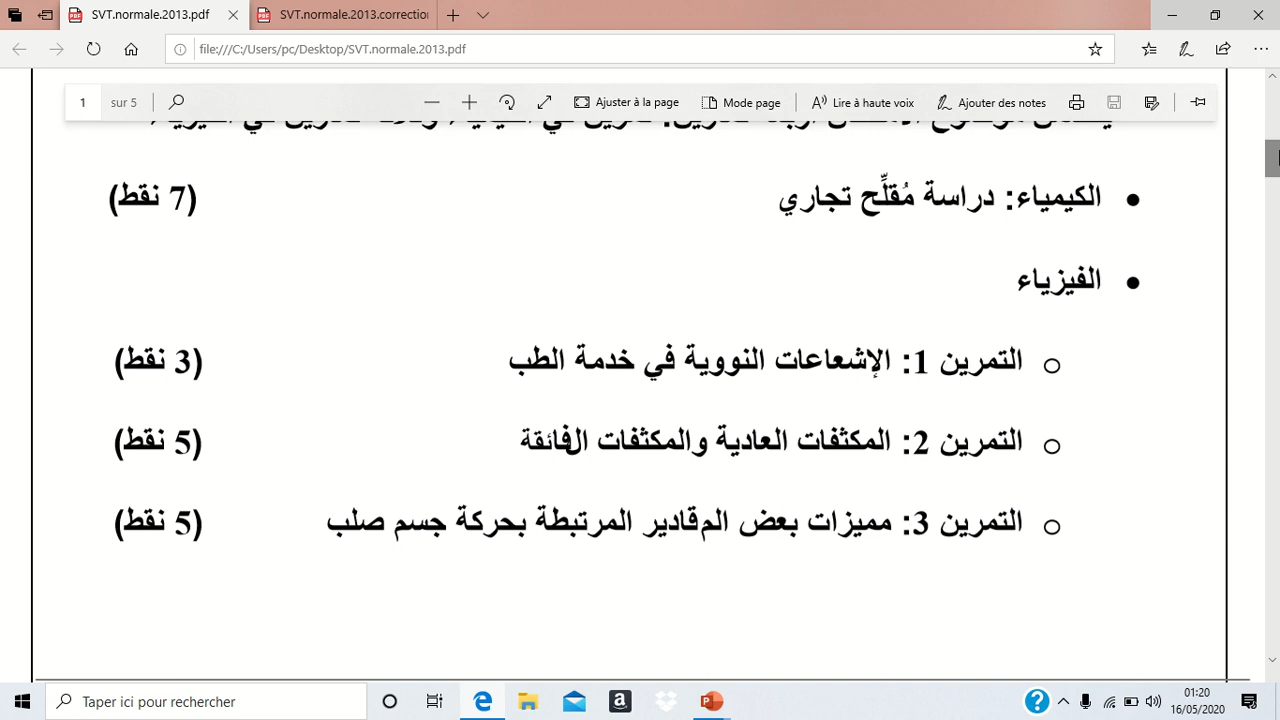 SVT.normale.2013.pdf
SVT.normale.2013.correction
file:///C:/Users/pc/Desktop/SVT.normale.2013.pdf
1 sur 5
Ajuster à la page
Mode page
Lire à haute voix
Ajouter des notes
الكيمياء: دراسة مُقلِّح تجاري (7 نقط)
الفيزياء
التمرين 1: الإشعاعات النووية في خدمة الطب (3 نقط)
التمرين 2: المكثفات العادية والمكثفات الفائقة (5 نقط)
التمرين 3: مميزات بعض المقادير المرتبطة بحركة جسم صلب (5 نقط)
Taper ici pour rechercher
01:20
16/05/2020